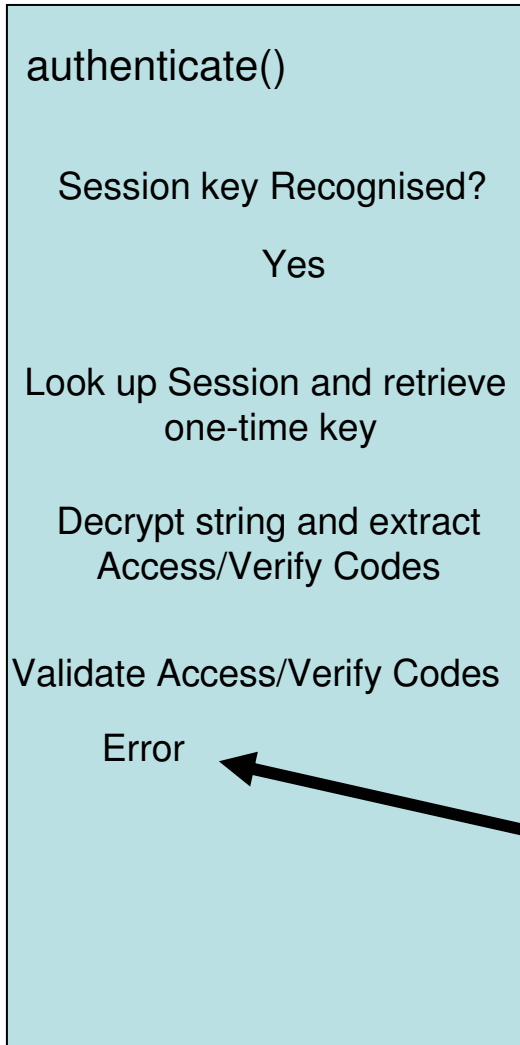 authenticate()
Session key Recognised?
Yes
Look up Session and retrieve
one-time key
Decrypt string and extract
Access/Verify Codes
Validate Access/Verify Codes
Error